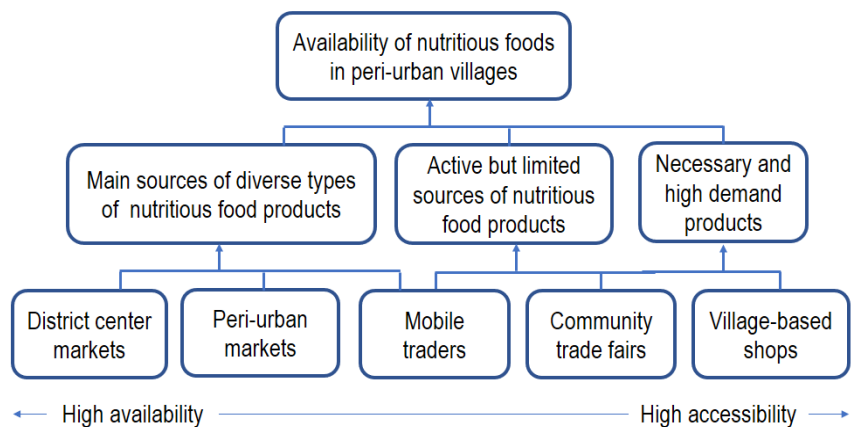 Availability of nutritious foods
in peri-urban villages
Main sources of diverse types
of nutritious food products
Active but limited
sources of nutritious
food products
Necessary and
high demand
products
District center
markets
Peri-urban
markets
Mobile
traders
Community
trade fairs
Village-based
shops
High availability
High accessibility